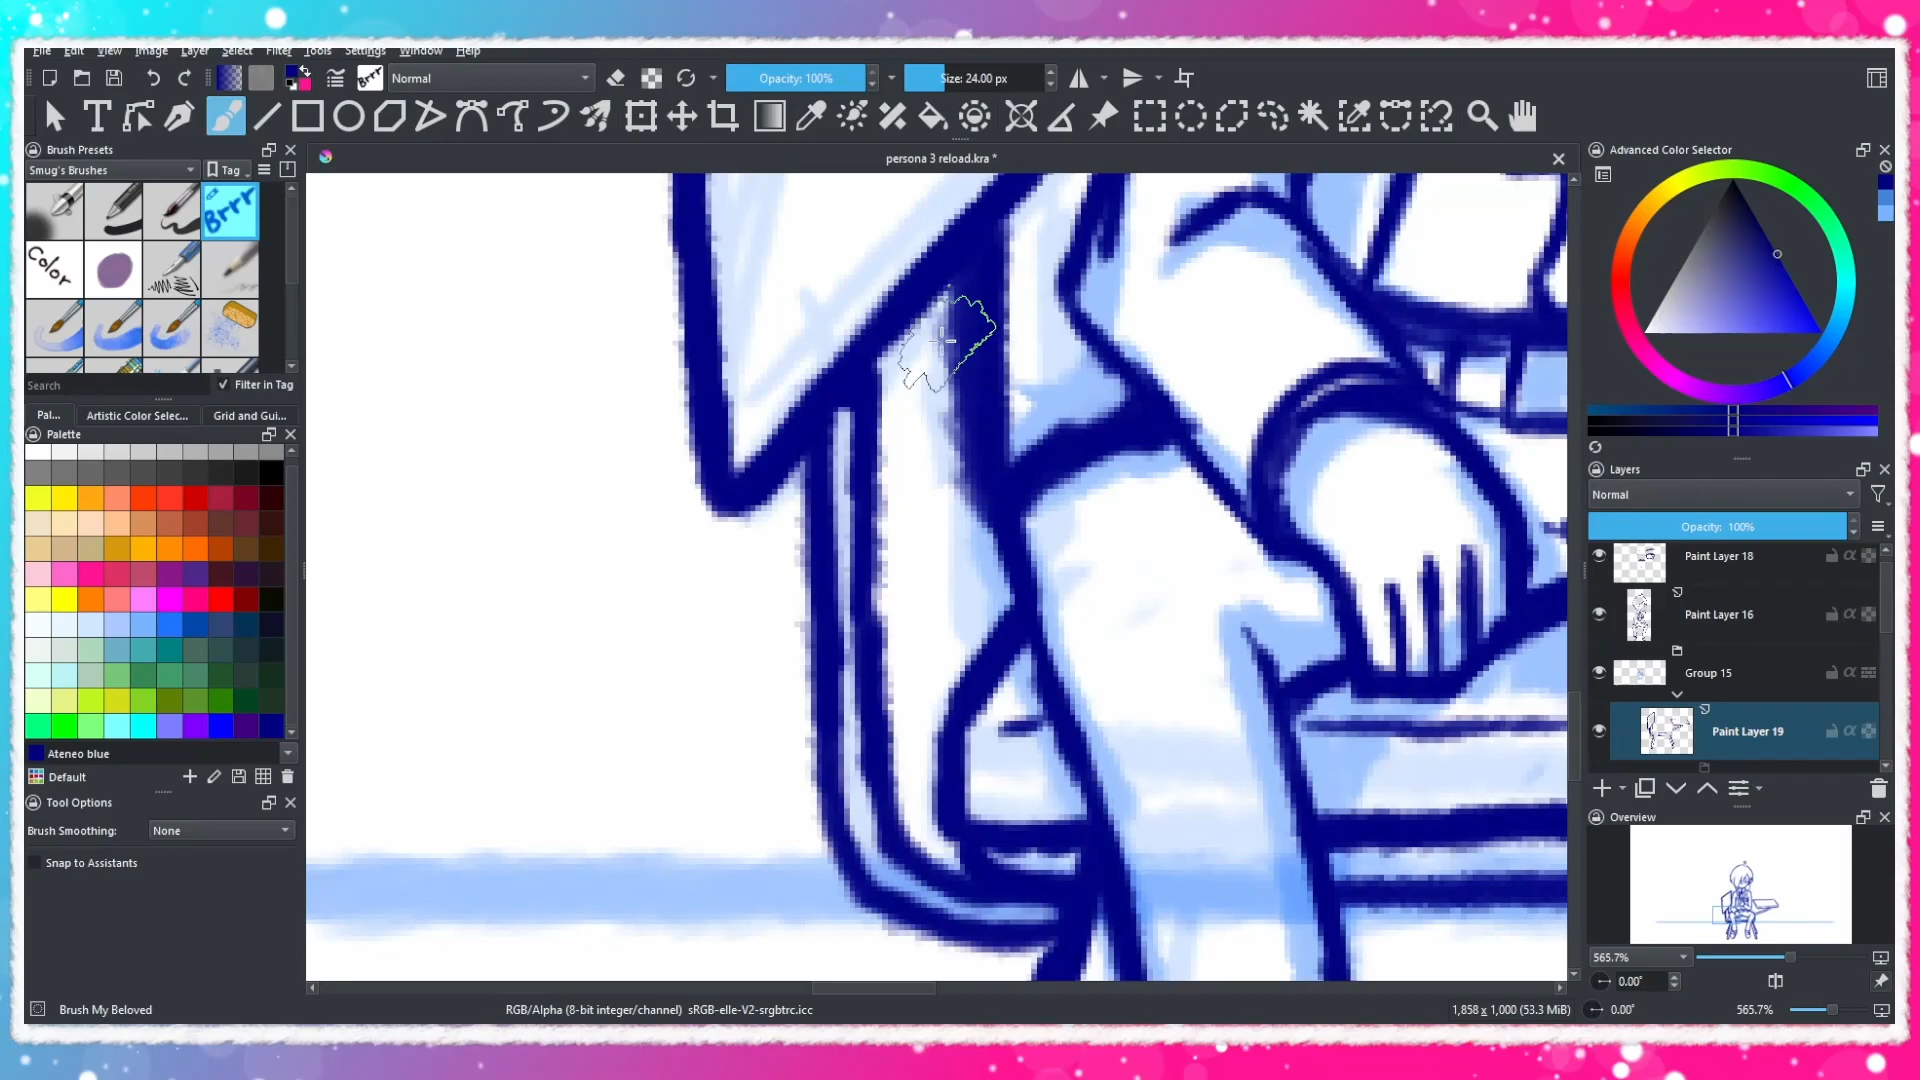 File Edit View Image Layer Select Filter Tools Settings Window Help
Brrr Normal Opacity: 100% Size: 24.00 px
Brush Presets
persona 3 reload.kra *
Advanced Color Selector
Smug's Brushes Tag
Brrr
Color
Search Filter in Tag
Pal... Artistic Color Selec... Grid and Gui...
Palette
Layers
Normal
Opacity: 100%
Paint Layer 18
Paint Layer 16
Group 15
Paint Layer 19
Ateneo blue
Default
Tool Options
Brush Smoothing: None
Snap to Assistants
Overview
565.7%
0.00°
Brush My Beloved
RGB/Alpha (8-bit integer/channel) sRGB-elle-V2-srgbtrc.icc
1,858 x 1,000 (53.3 MiB)
0.00°
565.7%